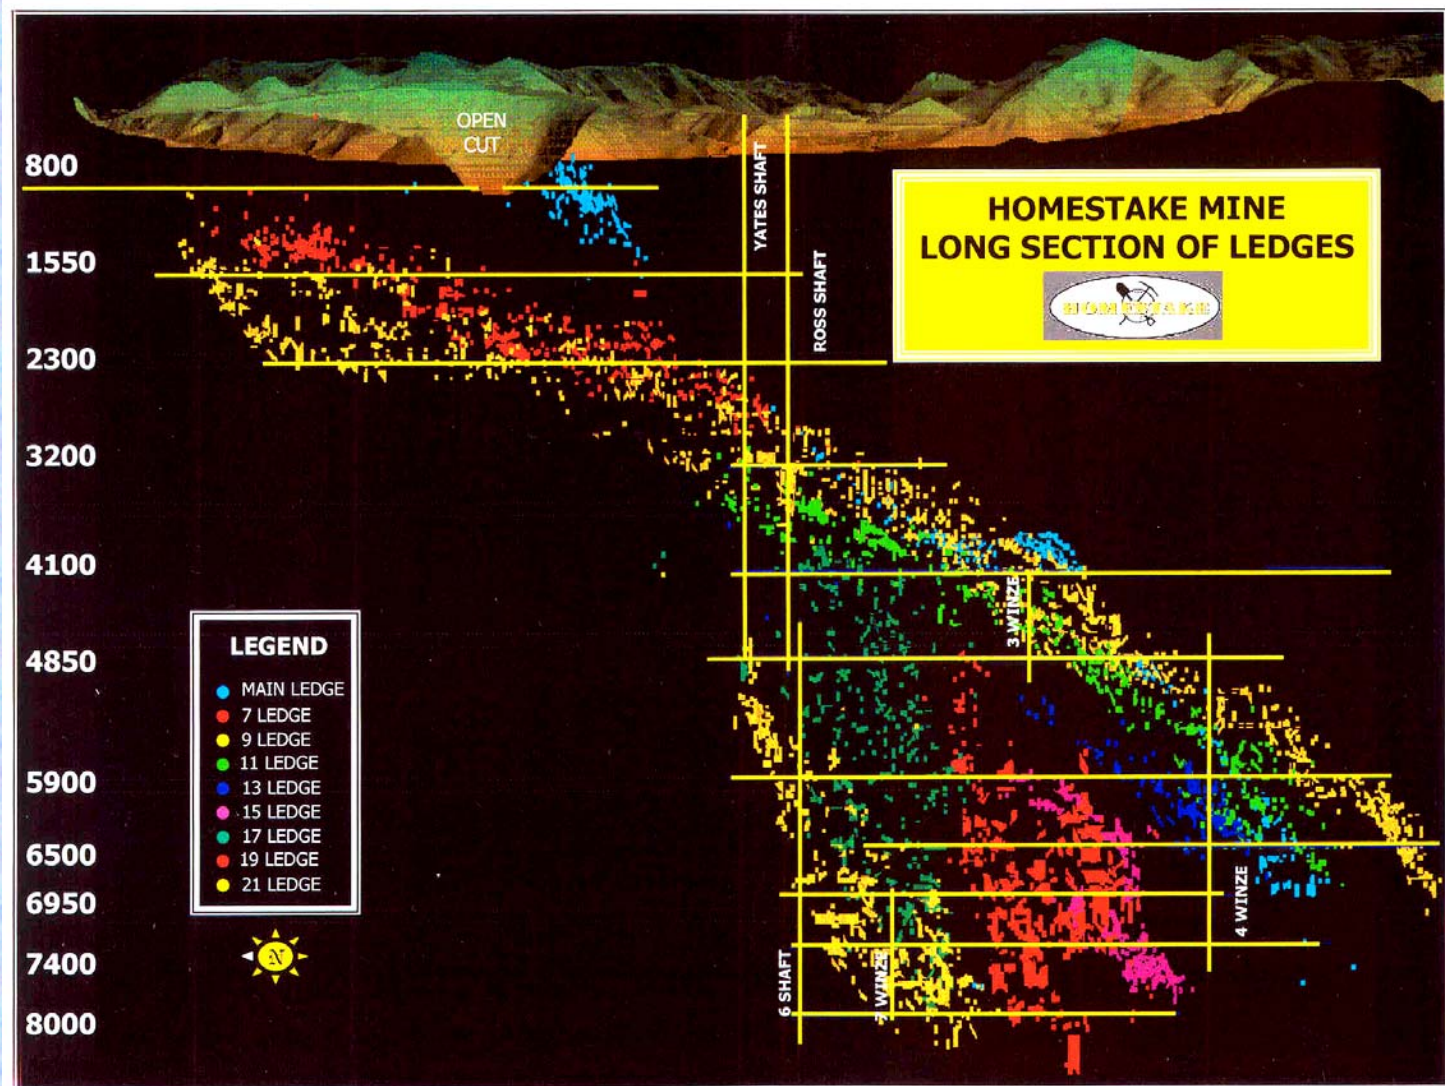 OPEN
CUT
800
1550
2300
3200
4100
4850
5900
6500
6950
7400
8000
YATES SHAFT
ROSS SHAFT
HOMESTAKE MINE
LONG SECTION OF LEDGES
HOMESTAKE
3 WINZE
4 WINZE
6 SHAFT
7 WINZE
LEGEND
MAIN LEDGE
7 LEDGE
9 LEDGE
11 LEDGE
13 LEDGE
15 LEDGE
17 LEDGE
19 LEDGE
21 LEDGE
N